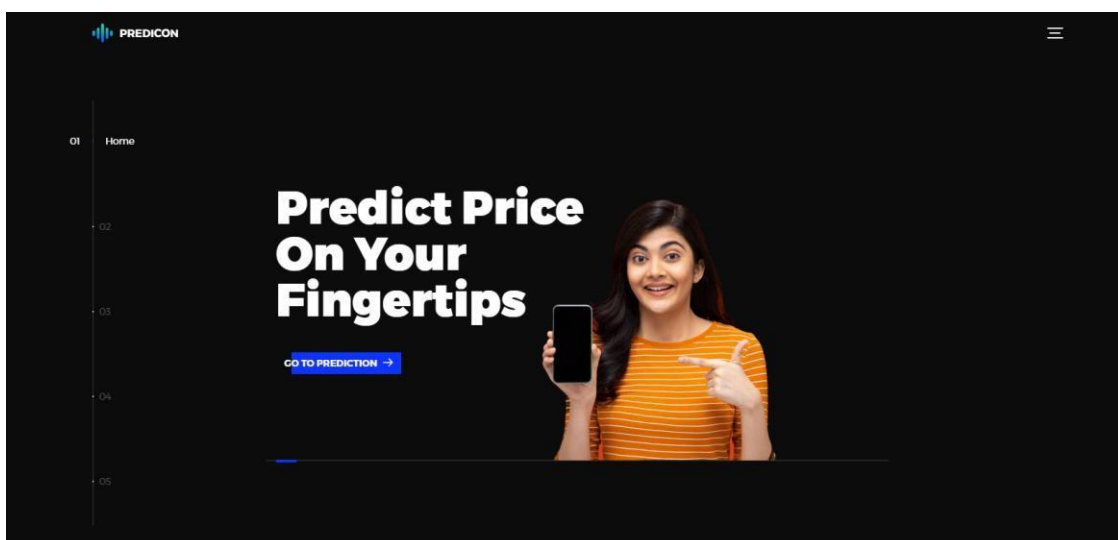 PREDICON
01 Home
02
Predict Price
On Your
Fingertips
03
GO TO PREDICTION →
04
05